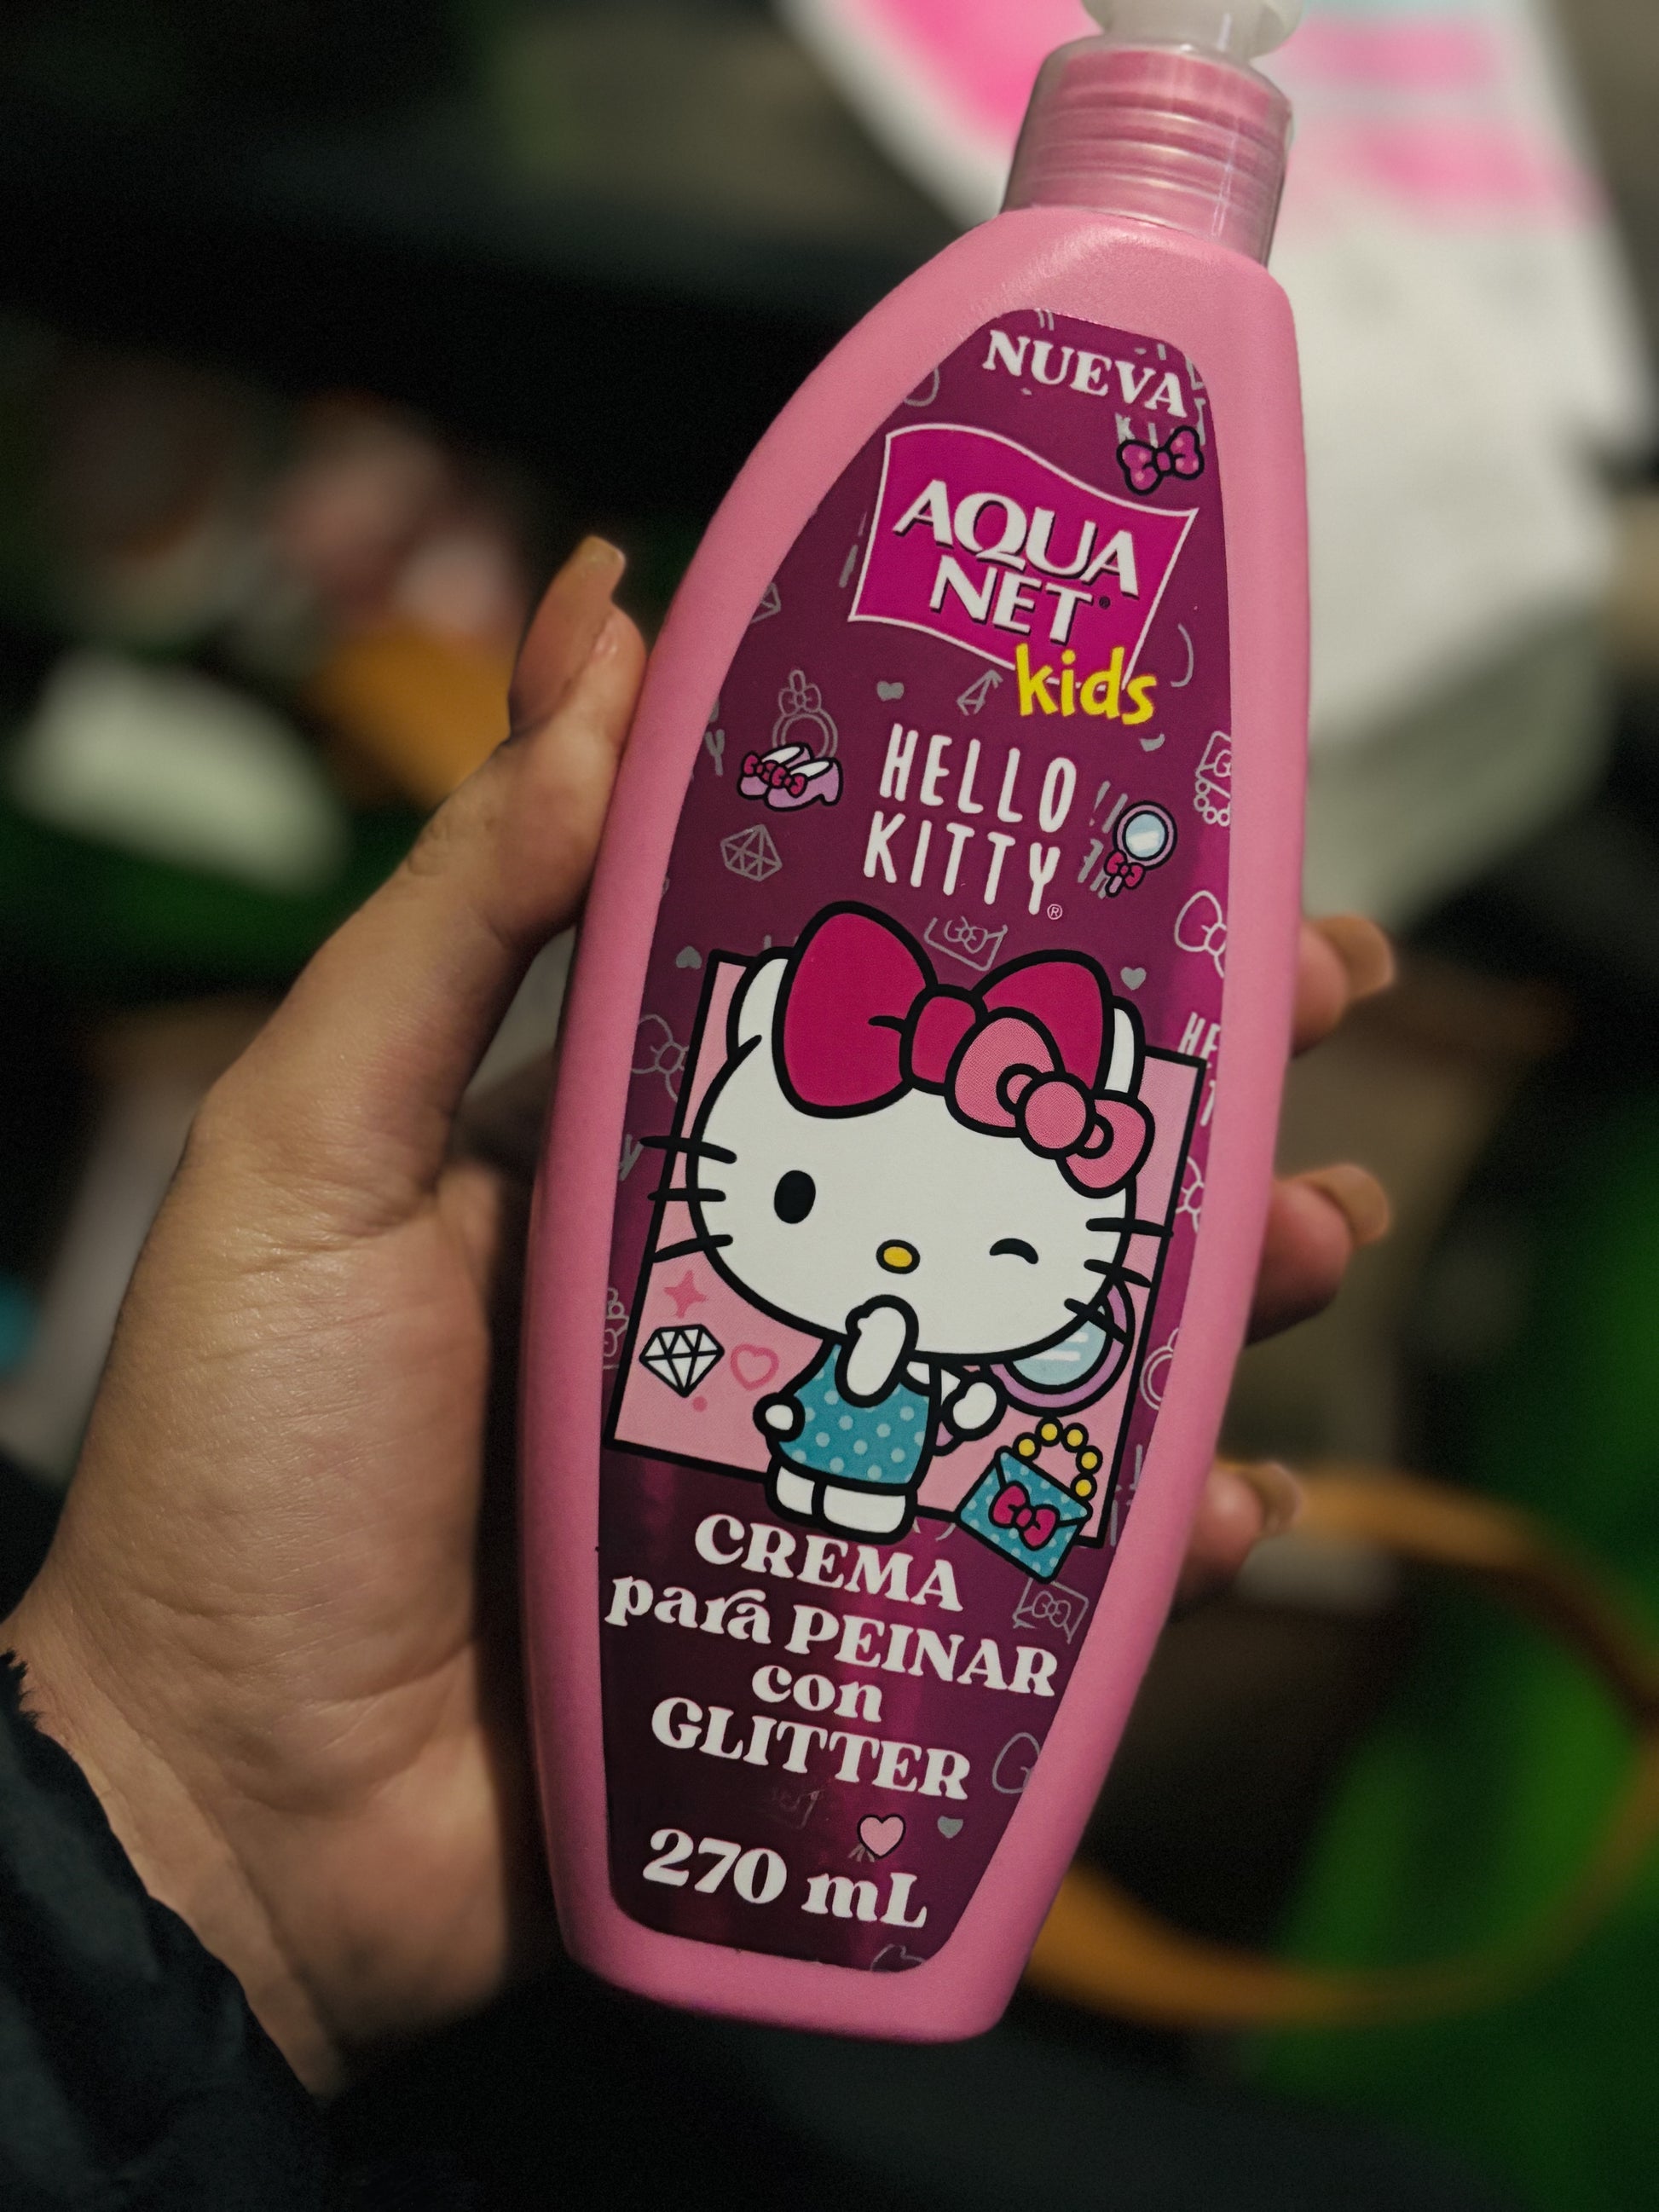 NUEVA
AQUA
NET
kids
HELLO
KITTY®
CREMA
para PEINAR
con
GLITTER
270 mL